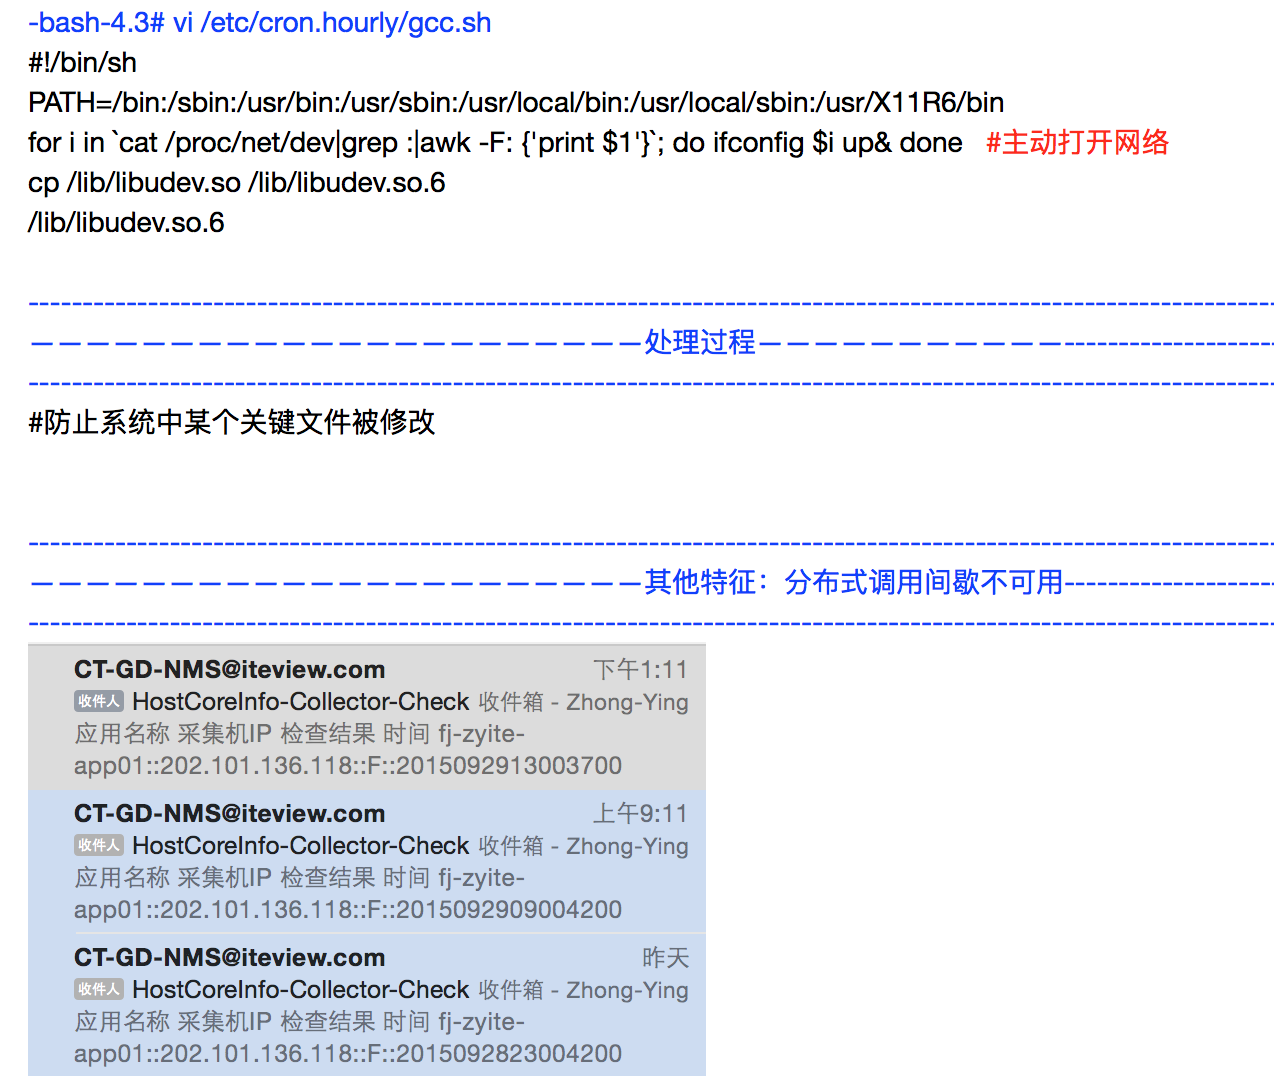 -bash-4.3# vi /etc/cron.hourly/gcc.sh
#!/bin/sh
PATH=/bin:/sbin:/usr/bin:/usr/sbin:/usr/local/bin:/usr/local/sbin:/usr/X11R6/bin
for i in `cat /proc/net/dev|grep :|awk -F: {'print $1'}`; do ifconfig $i up& done #主动打开网络
cp /lib/libudev.so /lib/libudev.so.6
/lib/libudev.so.6
处理过程
#防止系统中某个关键文件被修改
其他特征：分布式调用间歇不可用
CT-GD-NMS@iteview.com 下午1:11
收件人 HostCoreInfo-Collector-Check 收件箱 - Zhong-Ying
应用名称 采集机IP 检查结果 时间 fj-zyite-
app01::202.101.136.118::F::2015092913003700
CT-GD-NMS@iteview.com 上午9:11
收件人 HostCoreInfo-Collector-Check 收件箱 - Zhong-Ying
应用名称 采集机IP 检查结果 时间 fj-zyite-
app01::202.101.136.118::F::2015092909004200
CT-GD-NMS@iteview.com 昨天
收件人 HostCoreInfo-Collector-Check 收件箱 - Zhong-Ying
应用名称 采集机IP 检查结果 时间 fj-zyite-
app01::202.101.136.118::F::2015092823004200